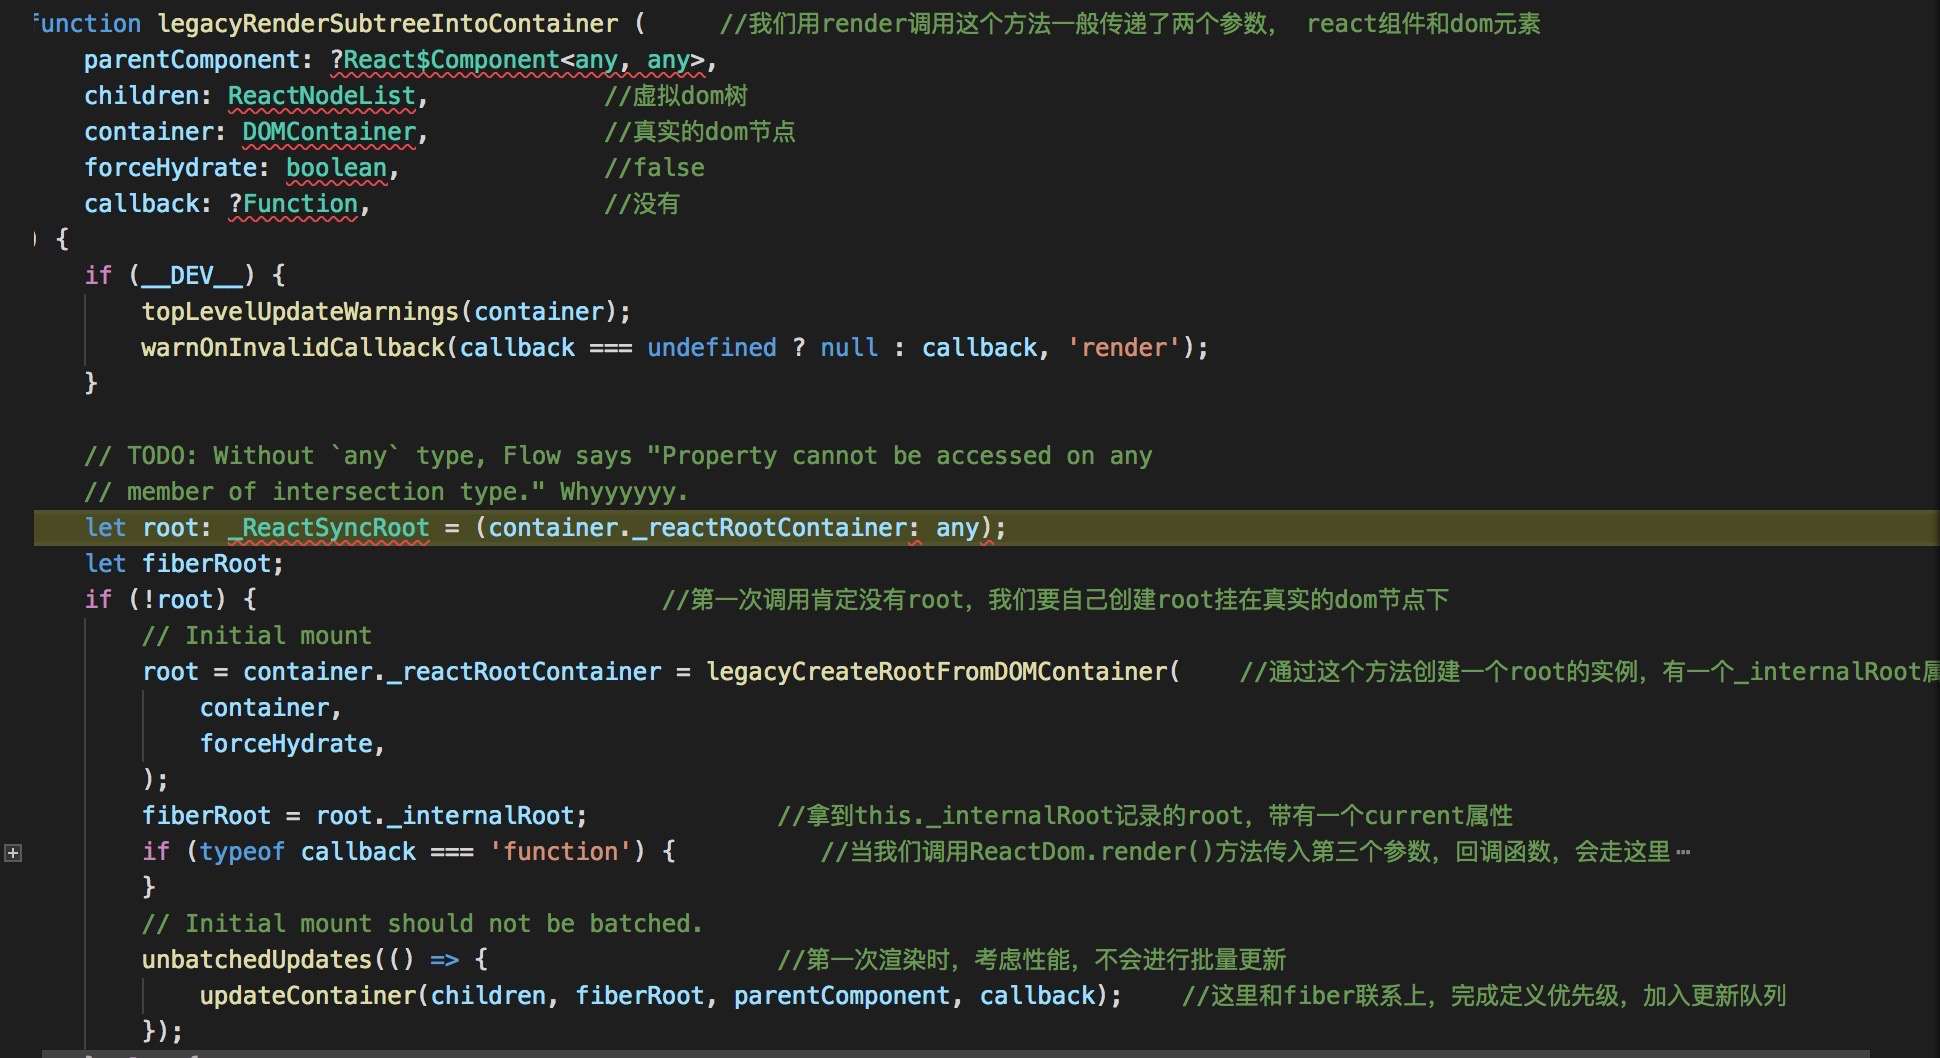 function legacyRenderSubtreeIntoContainer (     //我们用render调用这个方法一般传递了两个参数， react组件和dom元素
    parentComponent: ?React$Component<any, any>,
    children: ReactNodeList,            //虚拟dom树
    container: DOMContainer,            //真实的dom节点
    forceHydrate: boolean,              //false
    callback: ?Function,                //没有
) {
    if (__DEV__) {
        topLevelUpdateWarnings(container);
        warnOnInvalidCallback(callback === undefined ? null : callback, 'render');
    }
    // TODO: Without `any` type, Flow says "Property cannot be accessed on any
    // member of intersection type." Whyyyyyy.
    let root: _ReactSyncRoot = (container._reactRootContainer: any);
    let fiberRoot;
    if (!root) {                            //第一次调用肯定没有root，我们要自己创建root挂在真实的dom节点下
        // Initial mount
        root = container._reactRootContainer = legacyCreateRootFromDOMContainer(    //通过这个方法创建一个root的实例，有一个_internalRoot属
            container,
            forceHydrate,
        );
        fiberRoot = root._internalRoot;             //拿到this._internalRoot记录的root，带有一个current属性
        if (typeof callback === 'function') {          //当我们调用ReactDom.render()方法传入第三个参数，回调函数，会走这里…
        }
        // Initial mount should not be batched.
        unbatchedUpdates(() => {                    //第一次渲染时，考虑性能，不会进行批量更新
            updateContainer(children, fiberRoot, parentComponent, callback);    //这里和fiber联系上，完成定义优先级，加入更新队列
        });